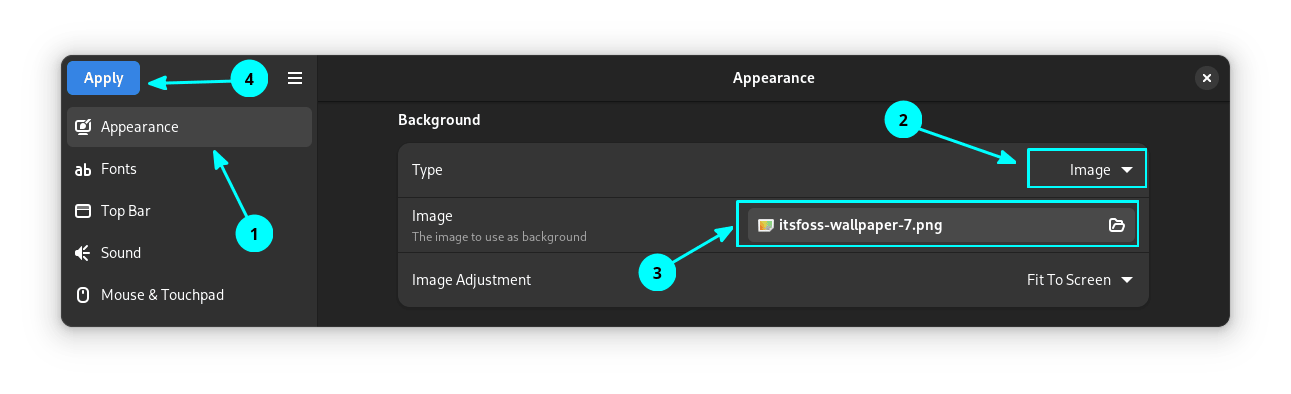 Apply
4
Appearance
Appearance
Fonts
Top Bar
1
Sound
Mouse & Touchpad
Background
2
Type
Image
Image
The image to use as background
itsfoss-wallpaper-7.png
3
Image Adjustment
Fit To Screen